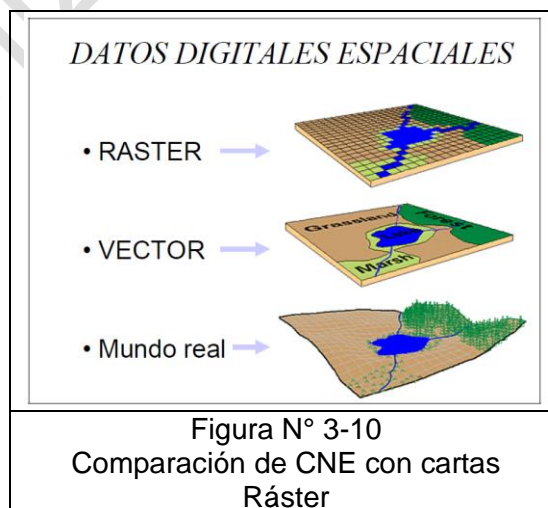 DATOS DIGITALES ESPACIALES
• RASTER
Grassland
Forest
• VECTOR
Marsh
• Mundo real
Figura N° 3-10
Comparación de CNE con cartas
Ráster